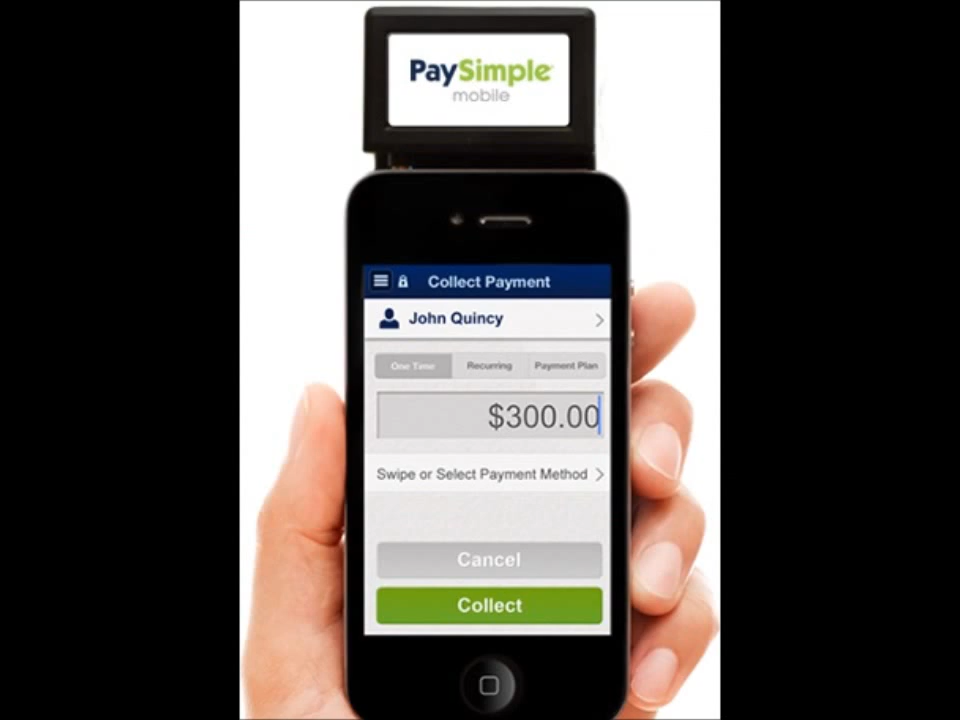 PaySimple
mobile
Collect Payment
John Quincy
One Time Recurring Payment Plan
$300.00
Swipe or Select Payment Method
Cancel
Collect